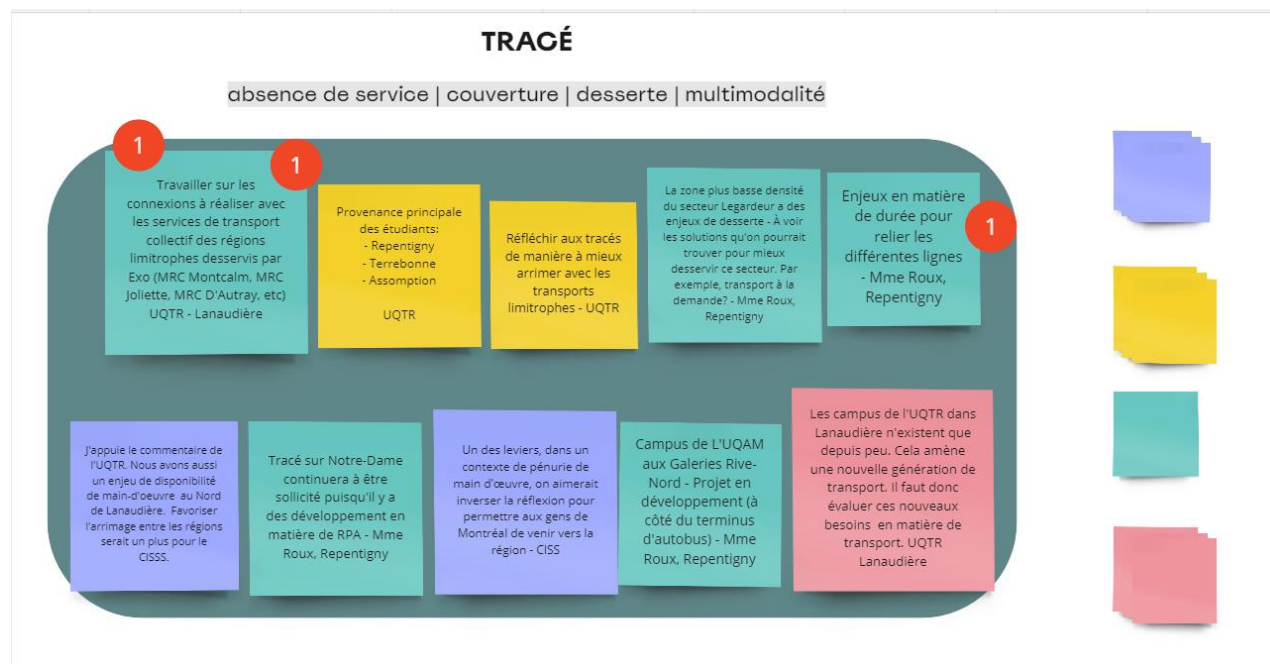 TRACÉ
absence de service | couverture | desserte | multimodalité
1
1
Travailler sur les
connexions à réaliser avec
les services de transport
collectif des régions
limitrophes desservis par
Exo (MRC Montcalm, MRC
Joliette, MRC D'Autray, etc)
UQTR - Lanaudière
Provenance principale
des étudiants:
- Repentigny
- Terrebonne
- Assomption
UQTR
Réfléchir aux tracés
de manière à mieux
arrimer avec les
transports
limitrophes - UQTR
La zone plus basse densité
du secteur Legardeur a des
enjeux de desserte - À voir
les solutions qu'on pourrait
trouver pour mieux
desservir ce secteur. Par
exemple, transport à la
demande? - Mme Roux,
Repentigny
Enjeux en matière
de durée pour
relier les
différentes lignes
- Mme Roux,
Repentigny
1
J'appuie le commentaire de
l'UQTR. Nous avons aussi
un enjeu de disponibilité
de main-d'oeuvre au Nord
de Lanaudière. Favoriser
l'arrimage entre les régions
serait un plus pour le
CISSS.
Tracé sur Notre-Dame
continuera à être
sollicité puisqu'il y a
des développement en
matière de RPA - Mme
Roux, Repentigny
Un des leviers, dans un
contexte de pénurie de
main d'œuvre, on aimerait
inverser la réflexion pour
permettre aux gens de
Montréal de venir vers la
région - CISS
Campus de L'UQAM
aux Galeries Rive-
Nord - Projet en
développement (à
côté du terminus
d'autobus) - Mme
Roux, Repentigny
Les campus de l'UQTR dans
Lanaudière n'existent que
depuis peu. Cela amène
une nouvelle génération de
transport. Il faut donc
évaluer ces nouveaux
besoins en matière de
transport. UQTR
Lanaudière